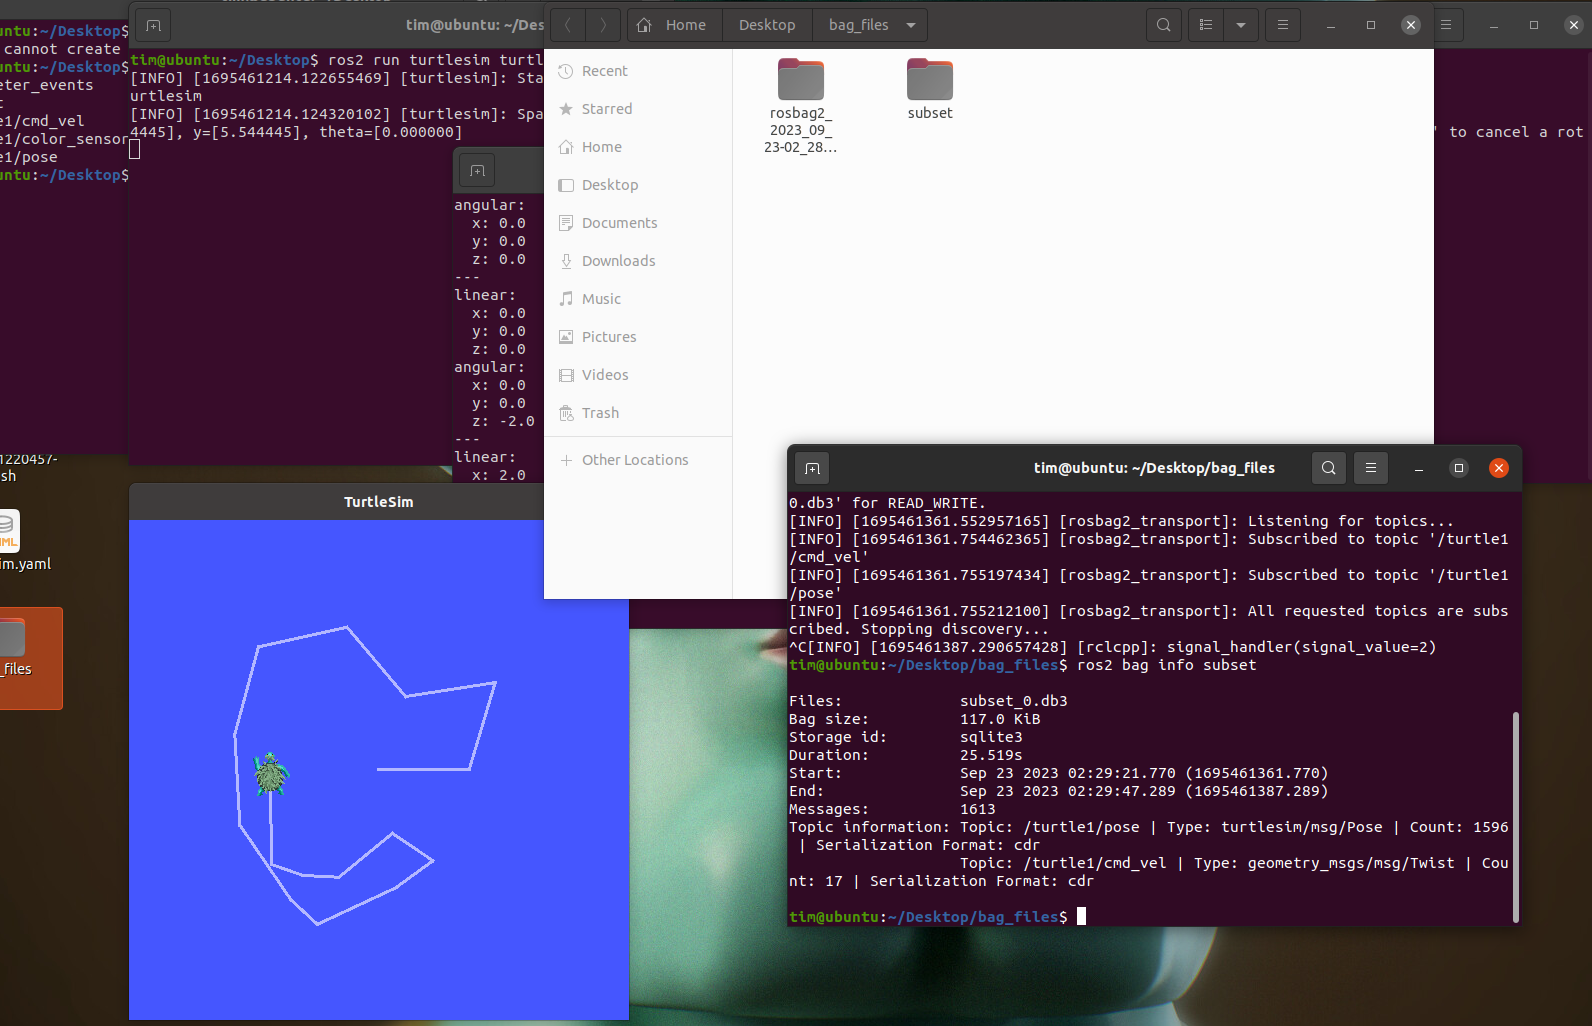 untu:~/Desktop$
cannot create
untu:~/Desktop$
eter_events
t
e1/cmd_vel
e1/color_sensor
e1/pose
untu:~/Desktop$
tim@ubuntu: ~/Des
tim@ubuntu:~/Desktop$ ros2 run turtlesim turtl
[INFO] [1695461214.122655469] [turtlesim]: Sta
urtlesim
[INFO] [1695461214.124320102] [turtlesim]: Spa
4445], y=[5.544445], theta=[0.000000]
angular:
x: 0.0
y: 0.0
z: 0.0
---
linear:
x: 0.0
y: 0.0
z: 0.0
angular:
x: 0.0
y: 0.0
z: -2.0
---
linear:
x: 2.0
Home Desktop bag_files
Recent
Starred
Home
Desktop
Documents
Downloads
Music
Pictures
Videos
Trash
Other Locations
rosbag2_
2023_09_
23-02_28…
subset
' to cancel a rot
1220457-
sh
ML
im.yaml
_files
TurtleSim
tim@ubuntu: ~/Desktop/bag_files
0.db3' for READ_WRITE.
[INFO] [1695461361.552957165] [rosbag2_transport]: Listening for topics...
[INFO] [1695461361.754462365] [rosbag2_transport]: Subscribed to topic '/turtle1
/cmd_vel'
[INFO] [1695461361.755197434] [rosbag2_transport]: Subscribed to topic '/turtle1
/pose'
[INFO] [1695461361.755212100] [rosbag2_transport]: All requested topics are subs
cribed. Stopping discovery...
^C[INFO] [1695461387.290657428] [rclcpp]: signal_handler(signal_value=2)
tim@ubuntu:~/Desktop/bag_files$ ros2 bag info subset
Files: subset_0.db3
Bag size: 117.0 KiB
Storage id: sqlite3
Duration: 25.519s
Start: Sep 23 2023 02:29:21.770 (1695461361.770)
End: Sep 23 2023 02:29:47.289 (1695461387.289)
Messages: 1613
Topic information: Topic: /turtle1/pose | Type: turtlesim/msg/Pose | Count: 1596
| Serialization Format: cdr
Topic: /turtle1/cmd_vel | Type: geometry_msgs/msg/Twist | Cou
nt: 17 | Serialization Format: cdr
tim@ubuntu:~/Desktop/bag_files$